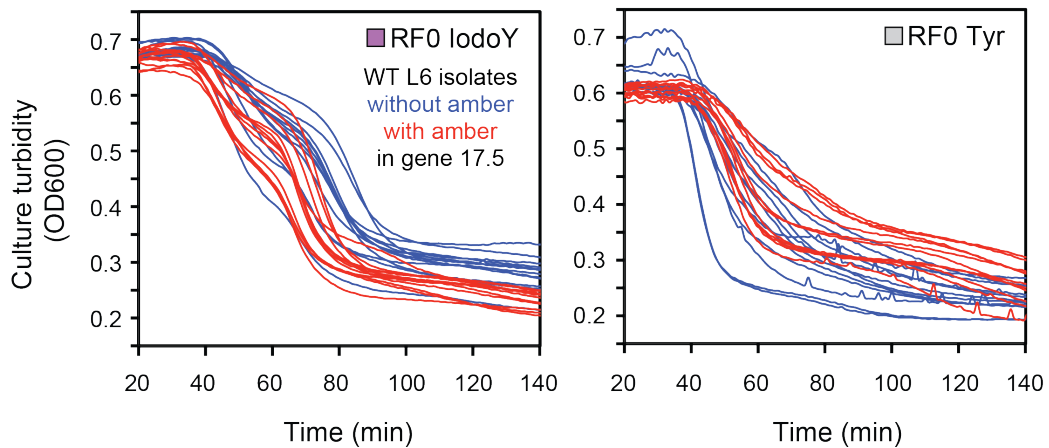 Culture turbidity
(OD600)
0.7
0.6
0.5
0.4
0.3
0.2
RF0 IodoY
WT L6 isolates
without amber
with amber
in gene 17.5
20 40 60 80 100 120 140
Time (min)
0.7
0.6
0.5
0.4
0.3
0.2
RF0 Tyr
20 40 60 80 100 120 140
Time (min)